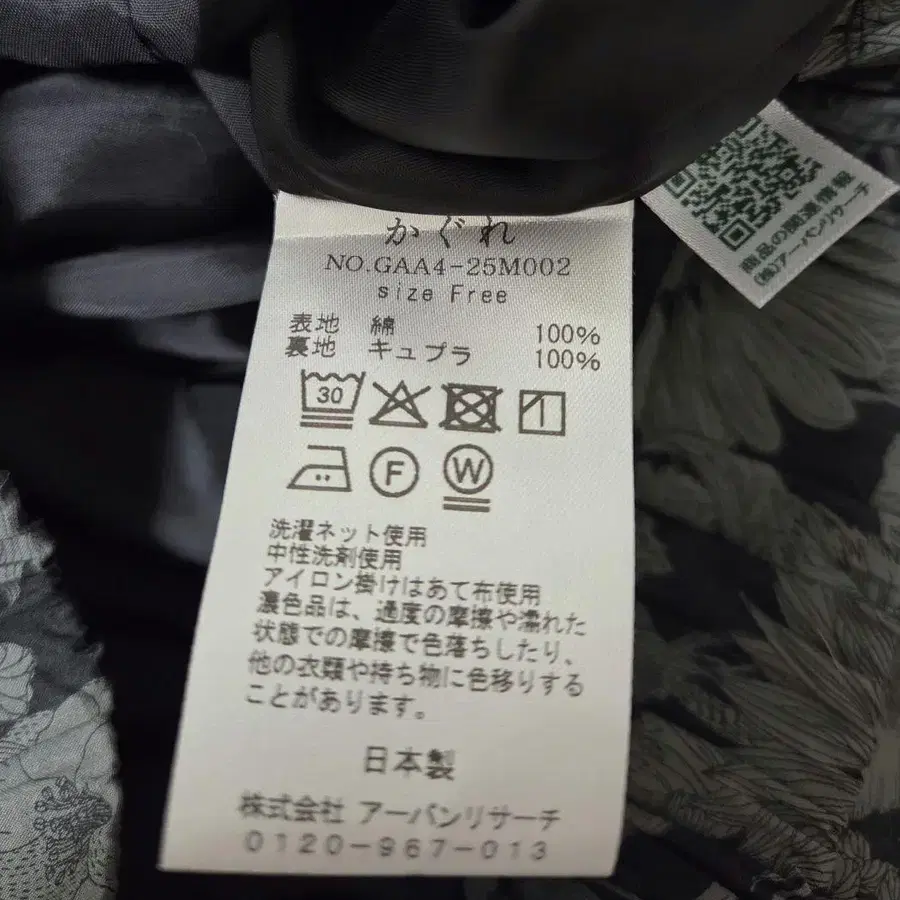 かぐれ
NO.GAA4-25M002
size Free
表地 綿 100%
裏地 キュプラ 100%
30
F
W
洗濯ネット使用
中性洗剤使用
アイロン掛けはあて布使用
濃色品は、過度の摩擦や濡れた
状態での摩擦で色落ちしたり、
他の衣類や持ち物に色移りする
ことがあります。
日本製
株式会社 アーバンリサーチ
0120-967-013
商品の関連情報
(株)アーバンリサーチ